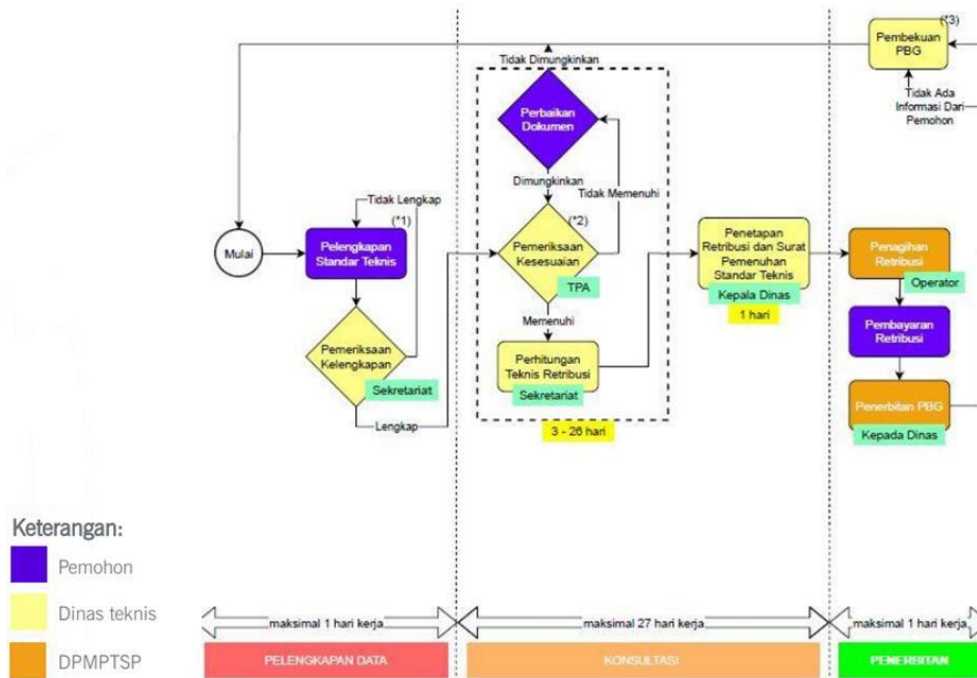 (*3)
Pembekuan
PBG
Tidak Dimungkinkan
Tidak Ada
Informasi Dari
Pemohon
Perbaikan
Dokumen
Dimungkinkan
Tidak Memenuhi
Tidak Lengkap
(*1)
(*2)
Mulai
Pelengkapan
Standar Teknis
Pemeriksaan
Kesesuaian
TPA
Penetapan
Retribusi dan Surat
Pemenuhan
Standar Teknis
Kepala Dinas
1 hari
Penagihan
Retribusi
Operator
Memenuhi
Pemeriksaan
Kelengkapan
Sekretariat
Perhitungan
Teknis Retribusi
Sekretariat
Pembayaran
Retribusi
Lengkap
3 - 26 hari
Penerbitan PBG
Kepada Dinas
Keterangan:
Pemohon
Dinas teknis
DPMPTSP
maksimal 1 hari kerja
maksimal 27 hari kerja
maksimal 1 hari kerja
PELENGKAPAN DATA
KONSULTASI
PENERBITAN